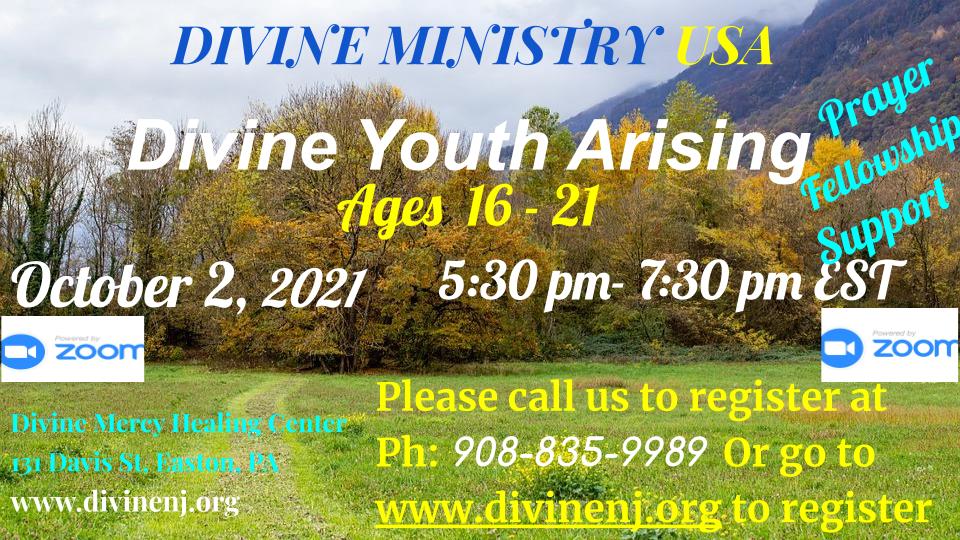 DIVINE MINISTRY USA
Divine Youth Arising
Ages 16 - 21
Prayer
Fellowship
Support
October 2, 2021
5:30 pm- 7:30 pm EST
Powered by
zoom
Powered by
zoom
Please call us to register at
Ph: 908-835-9989 Or go to
www.divinenj.org to register
Divine Mercy Healing Center
131 Davis St, Easton, PA
www.divinenj.org